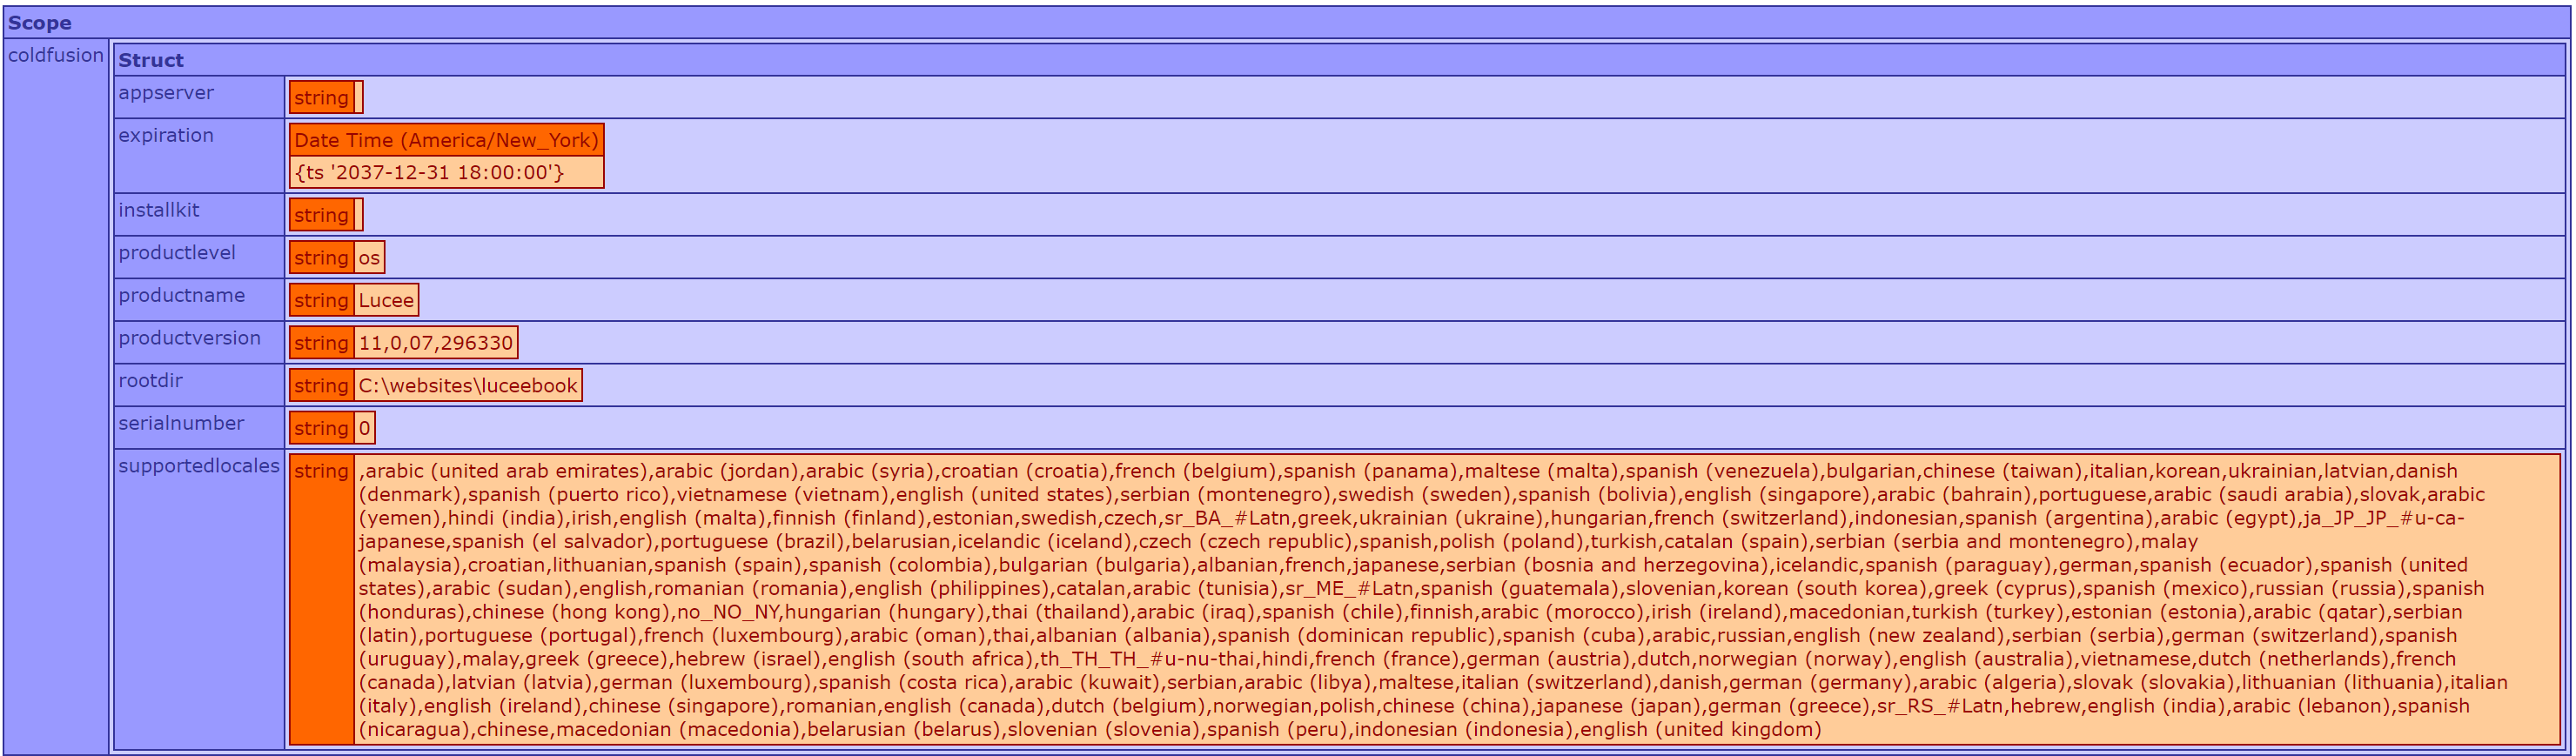 Scope
coldfusion
Struct
appserver
string
expiration
Date Time (America/New_York)
{ts '2037-12-31 18:00:00'}
installkit
string
productlevel
string os
productname
string Lucee
productversion
string 11,0,07,296330
rootdir
string C:\websites\luceebook
serialnumber
string 0
supportedlocales
string ,arabic (united arab emirates),arabic (jordan),arabic (syria),croatian (croatia),french (belgium),spanish (panama),maltese (malta),spanish (venezuela),bulgarian,chinese (taiwan),italian,korean,ukrainian,latvian,danish
(denmark),spanish (puerto rico),vietnamese (vietnam),english (united states),serbian (montenegro),swedish (sweden),spanish (bolivia),english (singapore),arabic (bahrain),portuguese,arabic (saudi arabia),slovak,arabic
(yemen),hindi (india),irish,english (malta),finnish (finland),estonian,swedish,czech,sr_BA_#Latn,greek,ukrainian (ukraine),hungarian,french (switzerland),indonesian,spanish (argentina),arabic (egypt),ja_JP_JP_#u-ca-
japanese,spanish (el salvador),portuguese (brazil),belarusian,icelandic (iceland),czech (czech republic),spanish,polish (poland),turkish,catalan (spain),serbian (serbia and montenegro),malay
(malaysia),croatian,lithuanian,spanish (spain),spanish (colombia),bulgarian (bulgaria),albanian,french,japanese,serbian (bosnia and herzegovina),icelandic,spanish (paraguay),german,spanish (ecuador),spanish (united
states),arabic (sudan),english,romanian (romania),english (philippines),catalan,arabic (tunisia),sr_ME_#Latn,spanish (guatemala),slovenian,korean (south korea),greek (cyprus),spanish (mexico),russian (russia),spanish
(honduras),chinese (hong kong),no_NO_NY,hungarian (hungary),thai (thailand),arabic (iraq),spanish (chile),finnish,arabic (morocco),irish (ireland),macedonian,turkish (turkey),estonian (estonia),arabic (qatar),serbian
(latin),portuguese (portugal),french (luxembourg),arabic (oman),thai,albanian (albania),spanish (dominican republic),spanish (cuba),arabic,russian,english (new zealand),serbian (serbia),german (switzerland),spanish
(uruguay),malay,greek (greece),hebrew (israel),english (south africa),th_TH_TH_#u-nu-thai,hindi,french (france),german (austria),dutch,norwegian (norway),english (australia),vietnamese,dutch (netherlands),french
(canada),latvian (latvia),german (luxembourg),spanish (costa rica),arabic (kuwait),serbian,arabic (libya),maltese,italian (switzerland),danish,german (germany),arabic (algeria),slovak (slovakia),lithuanian (lithuania),italian
(italy),english (ireland),chinese (singapore),romanian,english (canada),dutch (belgium),norwegian,polish,chinese (china),japanese (japan),german (greece),sr_RS_#Latn,hebrew,english (india),arabic (lebanon),spanish
(nicaragua),chinese,macedonian (macedonia),belarusian (belarus),slovenian (slovenia),spanish (peru),indonesian (indonesia),english (united kingdom)